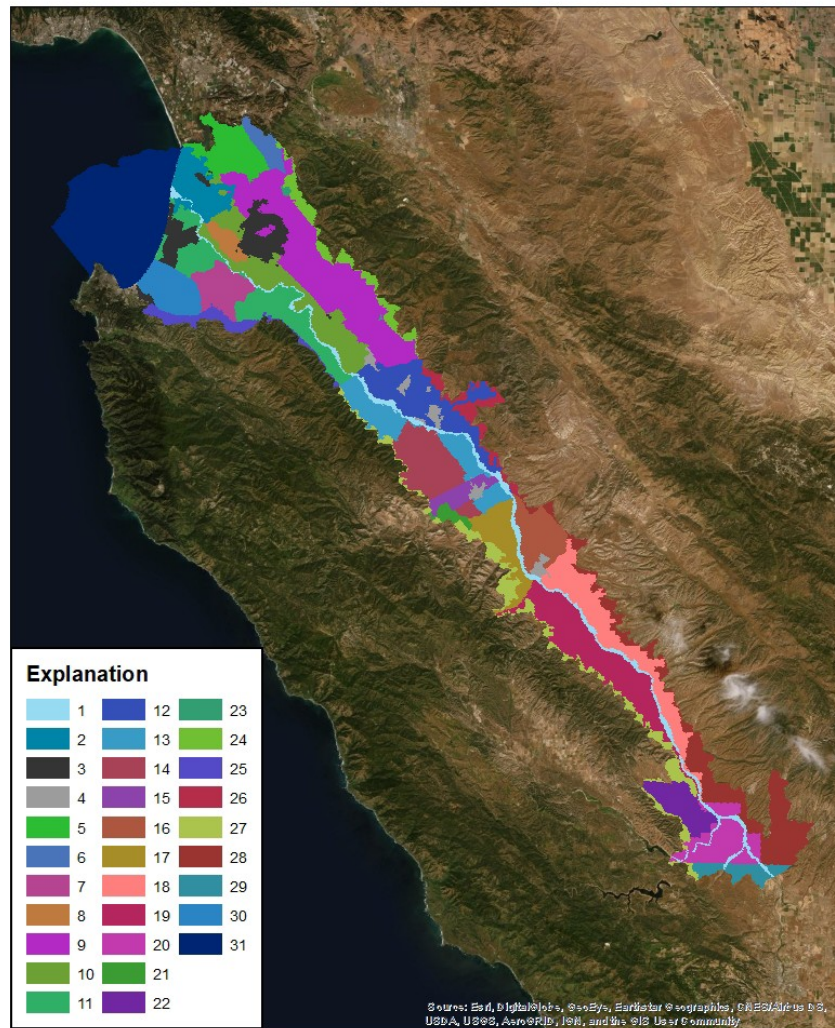 Explanation
1 12 23
2 13 24
3 14 25
4 15 26
5 16 27
6 17 28
7 18 29
8 19 30
9 20 31
10 21
11 22
Source: Esri, DigitalGlobe, GeoEye, Earthstar Geographics, CNES/Airbus DS,
USDA, USGS, AeroGRID, IGN, and the GIS User Community